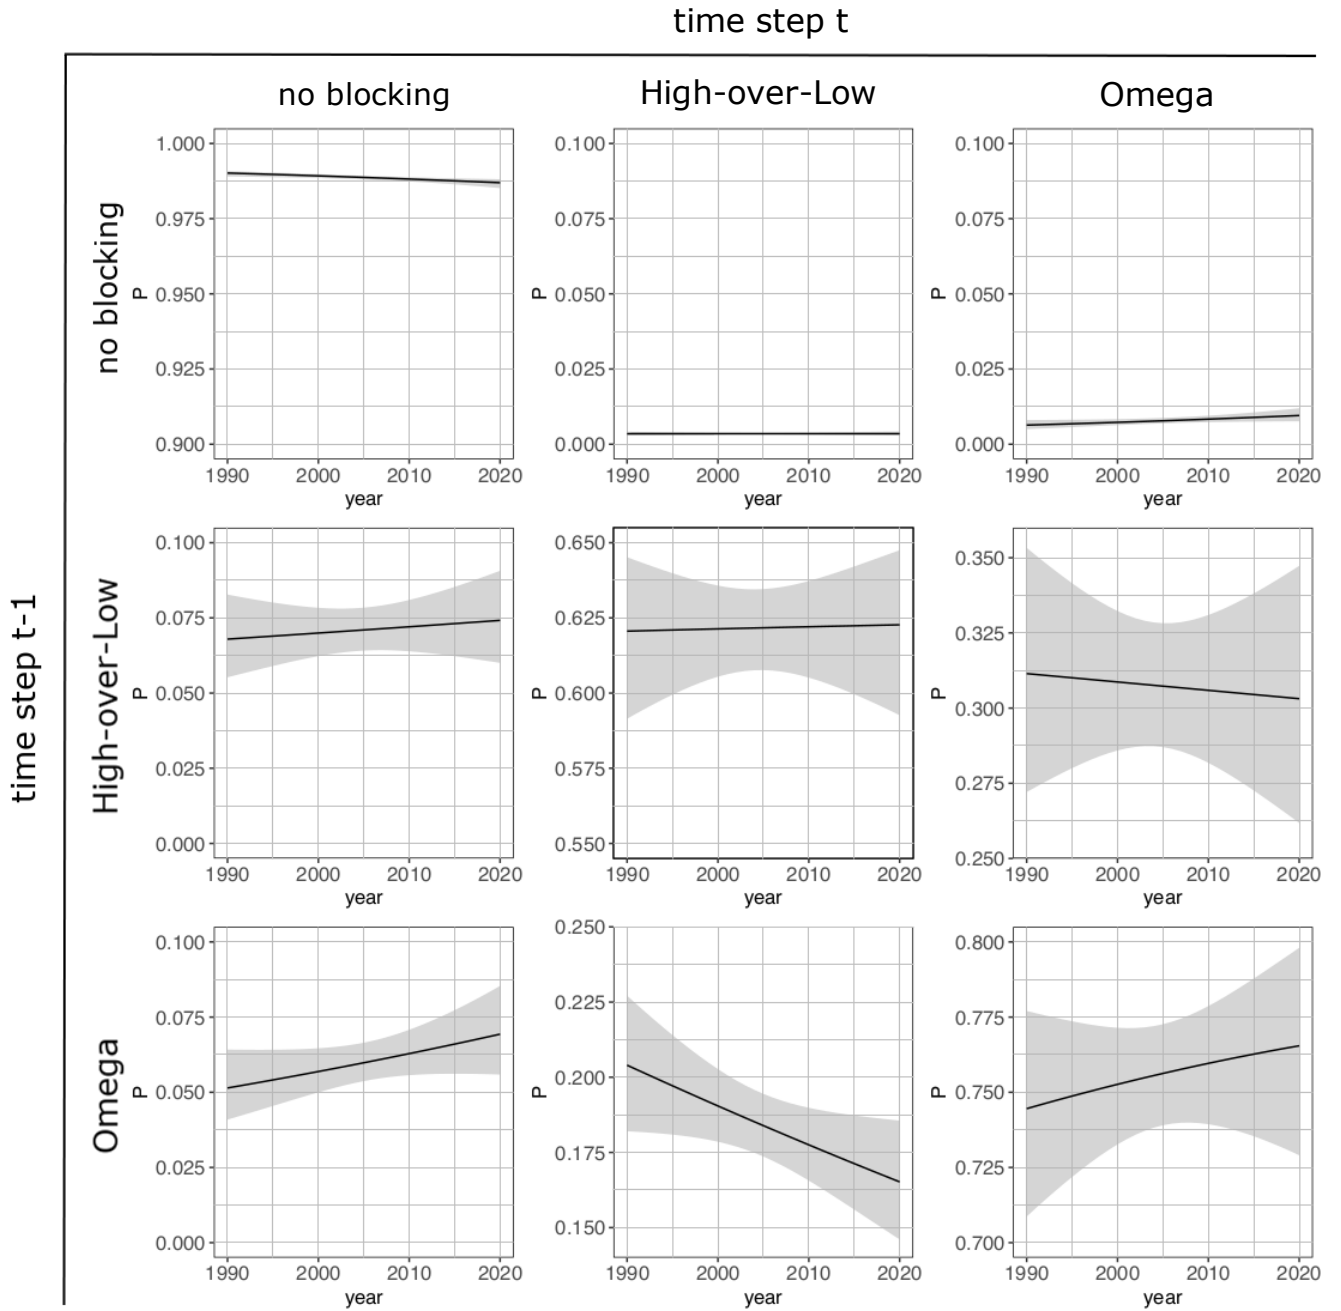 time step t
no blocking High-over-Low Omega
time step t-1
no blocking
P 1.000 0.975 0.950 0.925 0.900
1990 2000 2010 2020
year
P 0.100 0.075 0.050 0.025 0.000
1990 2000 2010 2020
year
P 0.100 0.075 0.050 0.025 0.000
1990 2000 2010 2020
year
High-over-Low
P 0.100 0.075 0.050 0.025 0.000
1990 2000 2010 2020
year
P 0.650 0.625 0.600 0.575 0.550
1990 2000 2010 2020
year
P 0.350 0.325 0.300 0.275 0.250
1990 2000 2010 2020
year
Omega
P 0.100 0.075 0.050 0.025 0.000
1990 2000 2010 2020
year
P 0.250 0.225 0.200 0.175 0.150
1990 2000 2010 2020
year
P 0.800 0.775 0.750 0.725 0.700
1990 2000 2010 2020
year